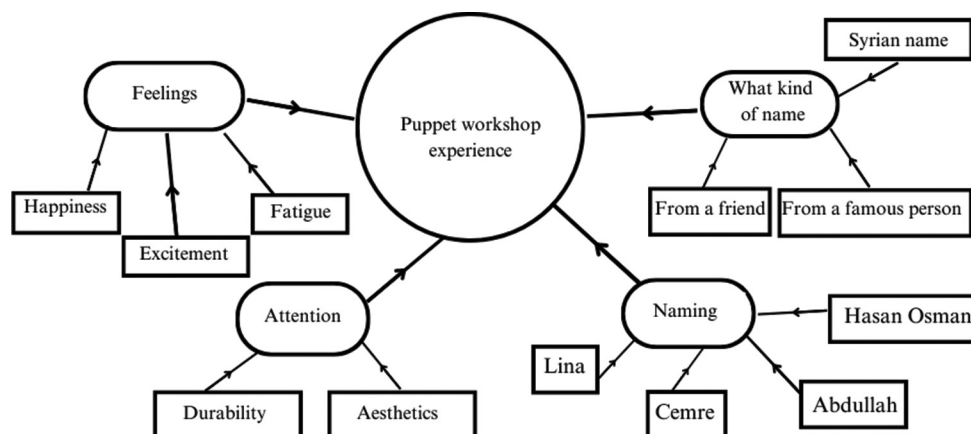 Syrian name
Feelings
What kind
of name
Puppet workshop
experience
Happiness
Fatigue
From a friend
From a famous person
Excitement
Attention
Naming
Hasan Osman
Lina
Durability
Aesthetics
Cemre
Abdullah